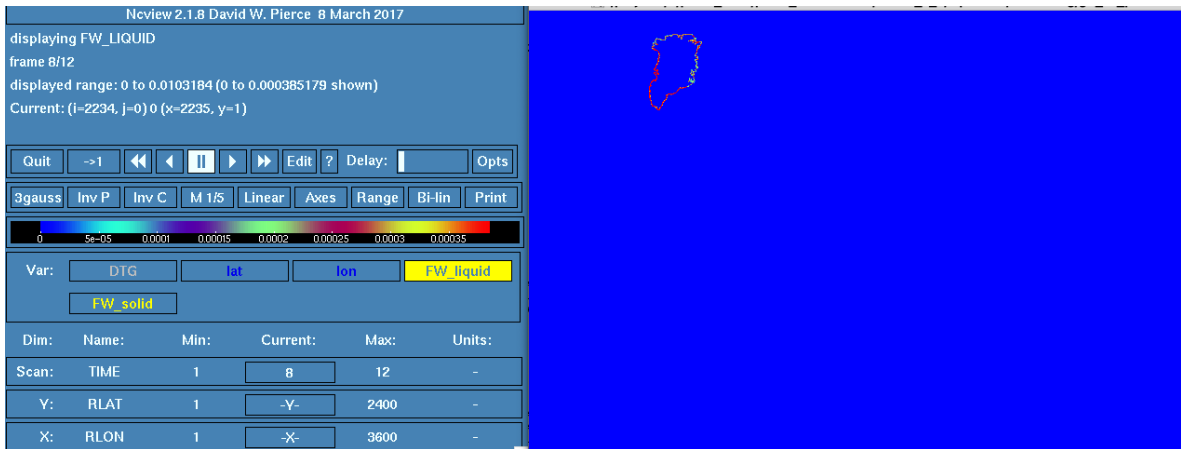 Ncview 2.1.8 David W. Pierce 8 March 2017
displaying FW_LIQUID
frame 8/12
displayed range: 0 to 0.0103184 (0 to 0.000385179 shown)
Current: (i=2234, j=0) 0 (x=2235, y=1)
Quit ->1 Edit ? Delay: Opts
3gauss Inv P Inv C M 1/5 Linear Axes Range Bi-lin Print
0 5e-05 0.0001 0.00015 0.0002 0.00025 0.0003 0.00035
Var: DTG lat lon FW_liquid
FW_solid
Dim: Name: Min: Current: Max: Units:
Scan: TIME 1 8 12 -
Y: RLAT 1 -Y- 2400 -
X: RLON 1 -X- 3600 -